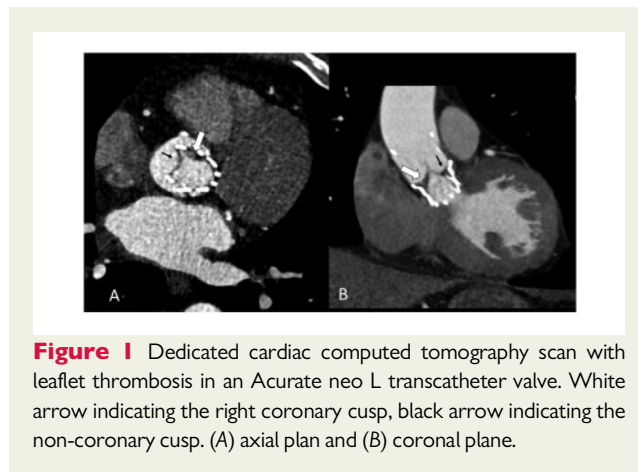 A
B
Figure 1 Dedicated cardiac computed tomography scan with
leaflet thrombosis in an Acurate neo L transcatheter valve. White
arrow indicating the right coronary cusp, black arrow indicating the
non-coronary cusp. (A) axial plan and (B) coronal plane.